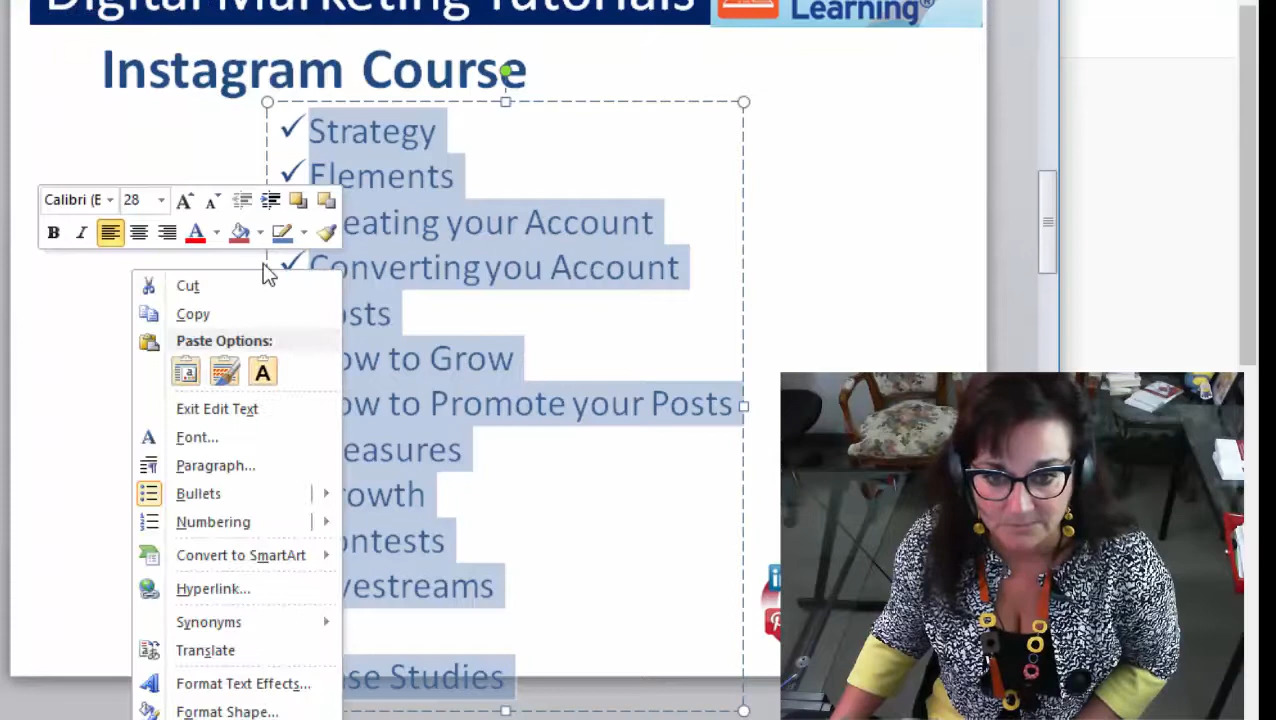 Digital Marketing Tutorials
Learning®
Instagram Course
Strategy
Elements
eating your Account
Converting you Account
osts
ow to Grow
ow to Promote your Posts
easures
rowth
ontests
vestreams
se Studies
Calibri (E
28
B I A
Cut
Copy
Paste Options:
Exit Edit Text
Font...
Paragraph...
Bullets
Numbering
Convert to SmartArt
Hyperlink...
Synonyms
Translate
Format Text Effects...
Format Shape...